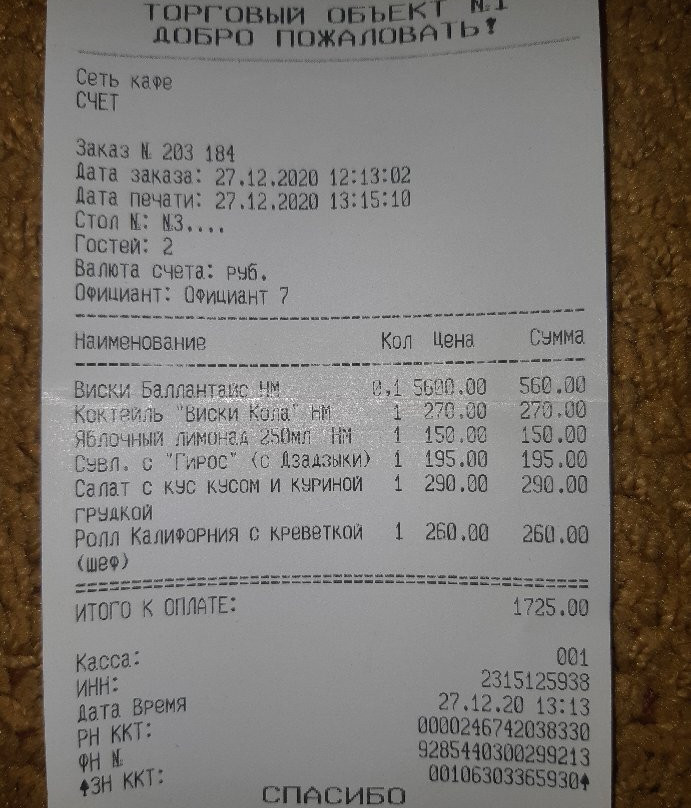 ТОРГОВЫЙ ОБЪЕКТ №1
ДОБРО ПОЖАЛОВАТЬ!
Сеть кафе
СЧЕТ
Заказ № 203 184
Дата заказа: 27.12.2020 12:13:02
Дата печати: 27.12.2020 13:15:10
Стол №: №3....
Гостей: 2
Валюта счета: руб.
Официант: Официант 7
Наименование Кол Цена Сумма
Виски Баллантайс НМ 0,1 5600.00 560.00
Коктейль "Виски Кола" НМ 1 270.00 270.00
Яблочный лимонад 250мл НМ 1 150.00 150.00
Сувл. с "Гирос" (с Дзадзыки) 1 195.00 195.00
Салат с кус кусом и куриной 1 290.00 290.00
грудкой
Ролл Калифорния с креветкой 1 260.00 260.00
(шеф)
ИТОГО К ОПЛАТЕ: 1725.00
Касса: 001
ИНН: 2315125938
Дата Время 27.12.20 13:13
РН ККТ: 0000246742038330
ФН № 9285440300299213
↑ЗН ККТ: 00106303365930↑
СПАСИБО